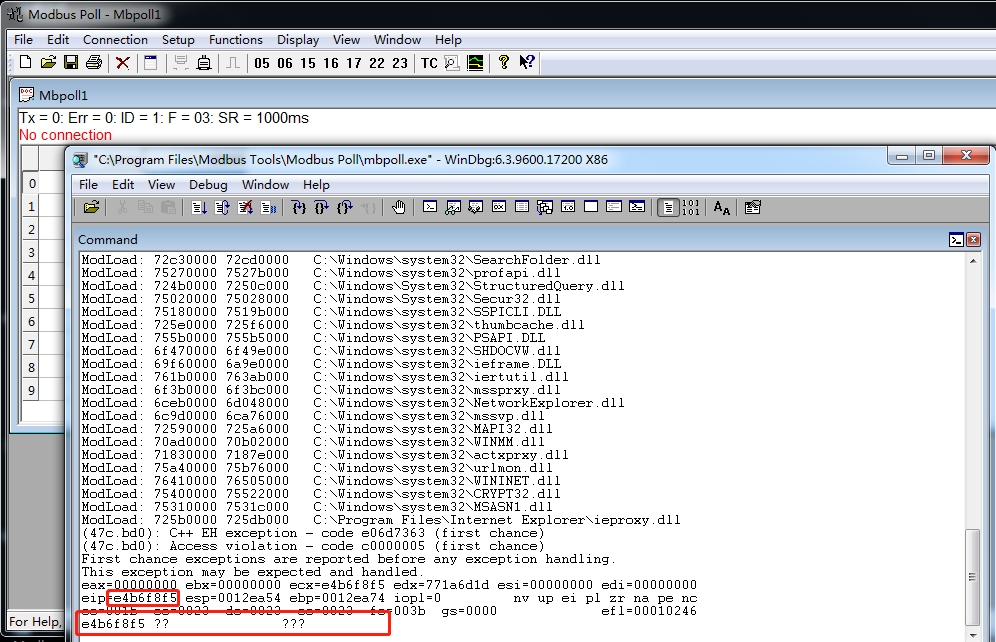 Modbus Poll - Mbpoll1
File Edit Connection Setup Functions Display View Window Help
05 06 15 16 17 22 23 TC
Mbpoll1
Tx = 0: Err = 0: ID = 1: F = 03: SR = 1000ms
No connection
0
1
2
3
4
5
6
7
8
9
For Help,
"C:\Program Files\Modbus Tools\Modbus Poll\mbpoll.exe" - WinDbg:6.3.9600.17200 X86
File Edit View Debug Window Help
Command
ModLoad: 72c30000 72cd0000   C:\Windows\system32\SearchFolder.dll
ModLoad: 75270000 7527b000   C:\Windows\system32\profapi.dll
ModLoad: 724b0000 7250c000   C:\Windows\system32\StructuredQuery.dll
ModLoad: 75020000 75028000   C:\Windows\system32\Secur32.dll
ModLoad: 75180000 7519b000   C:\Windows\system32\SSPICLI.DLL
ModLoad: 725e0000 725f6000   C:\Windows\system32\thumbcache.dll
ModLoad: 755b0000 755b5000   C:\Windows\system32\PSAPI.DLL
ModLoad: 6f470000 6f49e000   C:\Windows\system32\SHDOCVW.dll
ModLoad: 69f60000 6a9e0000   C:\Windows\system32\ieframe.DLL
ModLoad: 761b0000 763ab000   C:\Windows\system32\iertutil.dll
ModLoad: 6f3b0000 6f3bc000   C:\Windows\system32\mssprxy.dll
ModLoad: 6ceb0000 6d048000   C:\Windows\system32\NetworkExplorer.dll
ModLoad: 6c9d0000 6ca76000   C:\Windows\system32\mssvp.dll
ModLoad: 72590000 725a6000   C:\Windows\system32\MAPI32.dll
ModLoad: 70ad0000 70b02000   C:\Windows\system32\WINMM.dll
ModLoad: 71830000 7187e000   C:\Windows\system32\actxprxy.dll
ModLoad: 75a40000 75b76000   C:\Windows\system32\urlmon.dll
ModLoad: 76410000 76505000   C:\Windows\system32\WININET.dll
ModLoad: 75400000 75522000   C:\Windows\system32\CRYPT32.dll
ModLoad: 75310000 7531c000   C:\Windows\system32\MSASN1.dll
ModLoad: 725b0000 725db000   C:\Program Files\Internet Explorer\ieproxy.dll
(47c.bd0): C++ EH exception - code e06d7363 (first chance)
(47c.bd0): Access violation - code c0000005 (first chance)
First chance exceptions are reported before any exception handling.
This exception may be expected and handled.
eax=00000000 ebx=00000000 ecx=e4b6f8f5 edx=771a6d1d esi=00000000 edi=00000000
eip=e4b6f8f5 esp=0012ea54 ebp=0012ea74 iopl=0         nv up ei pl zr na pe nc
cs=001b ss=0023 ds=0023 es=0023 fs=003b gs=0000             efl=00010246
e4b6f8f5 ??              ???